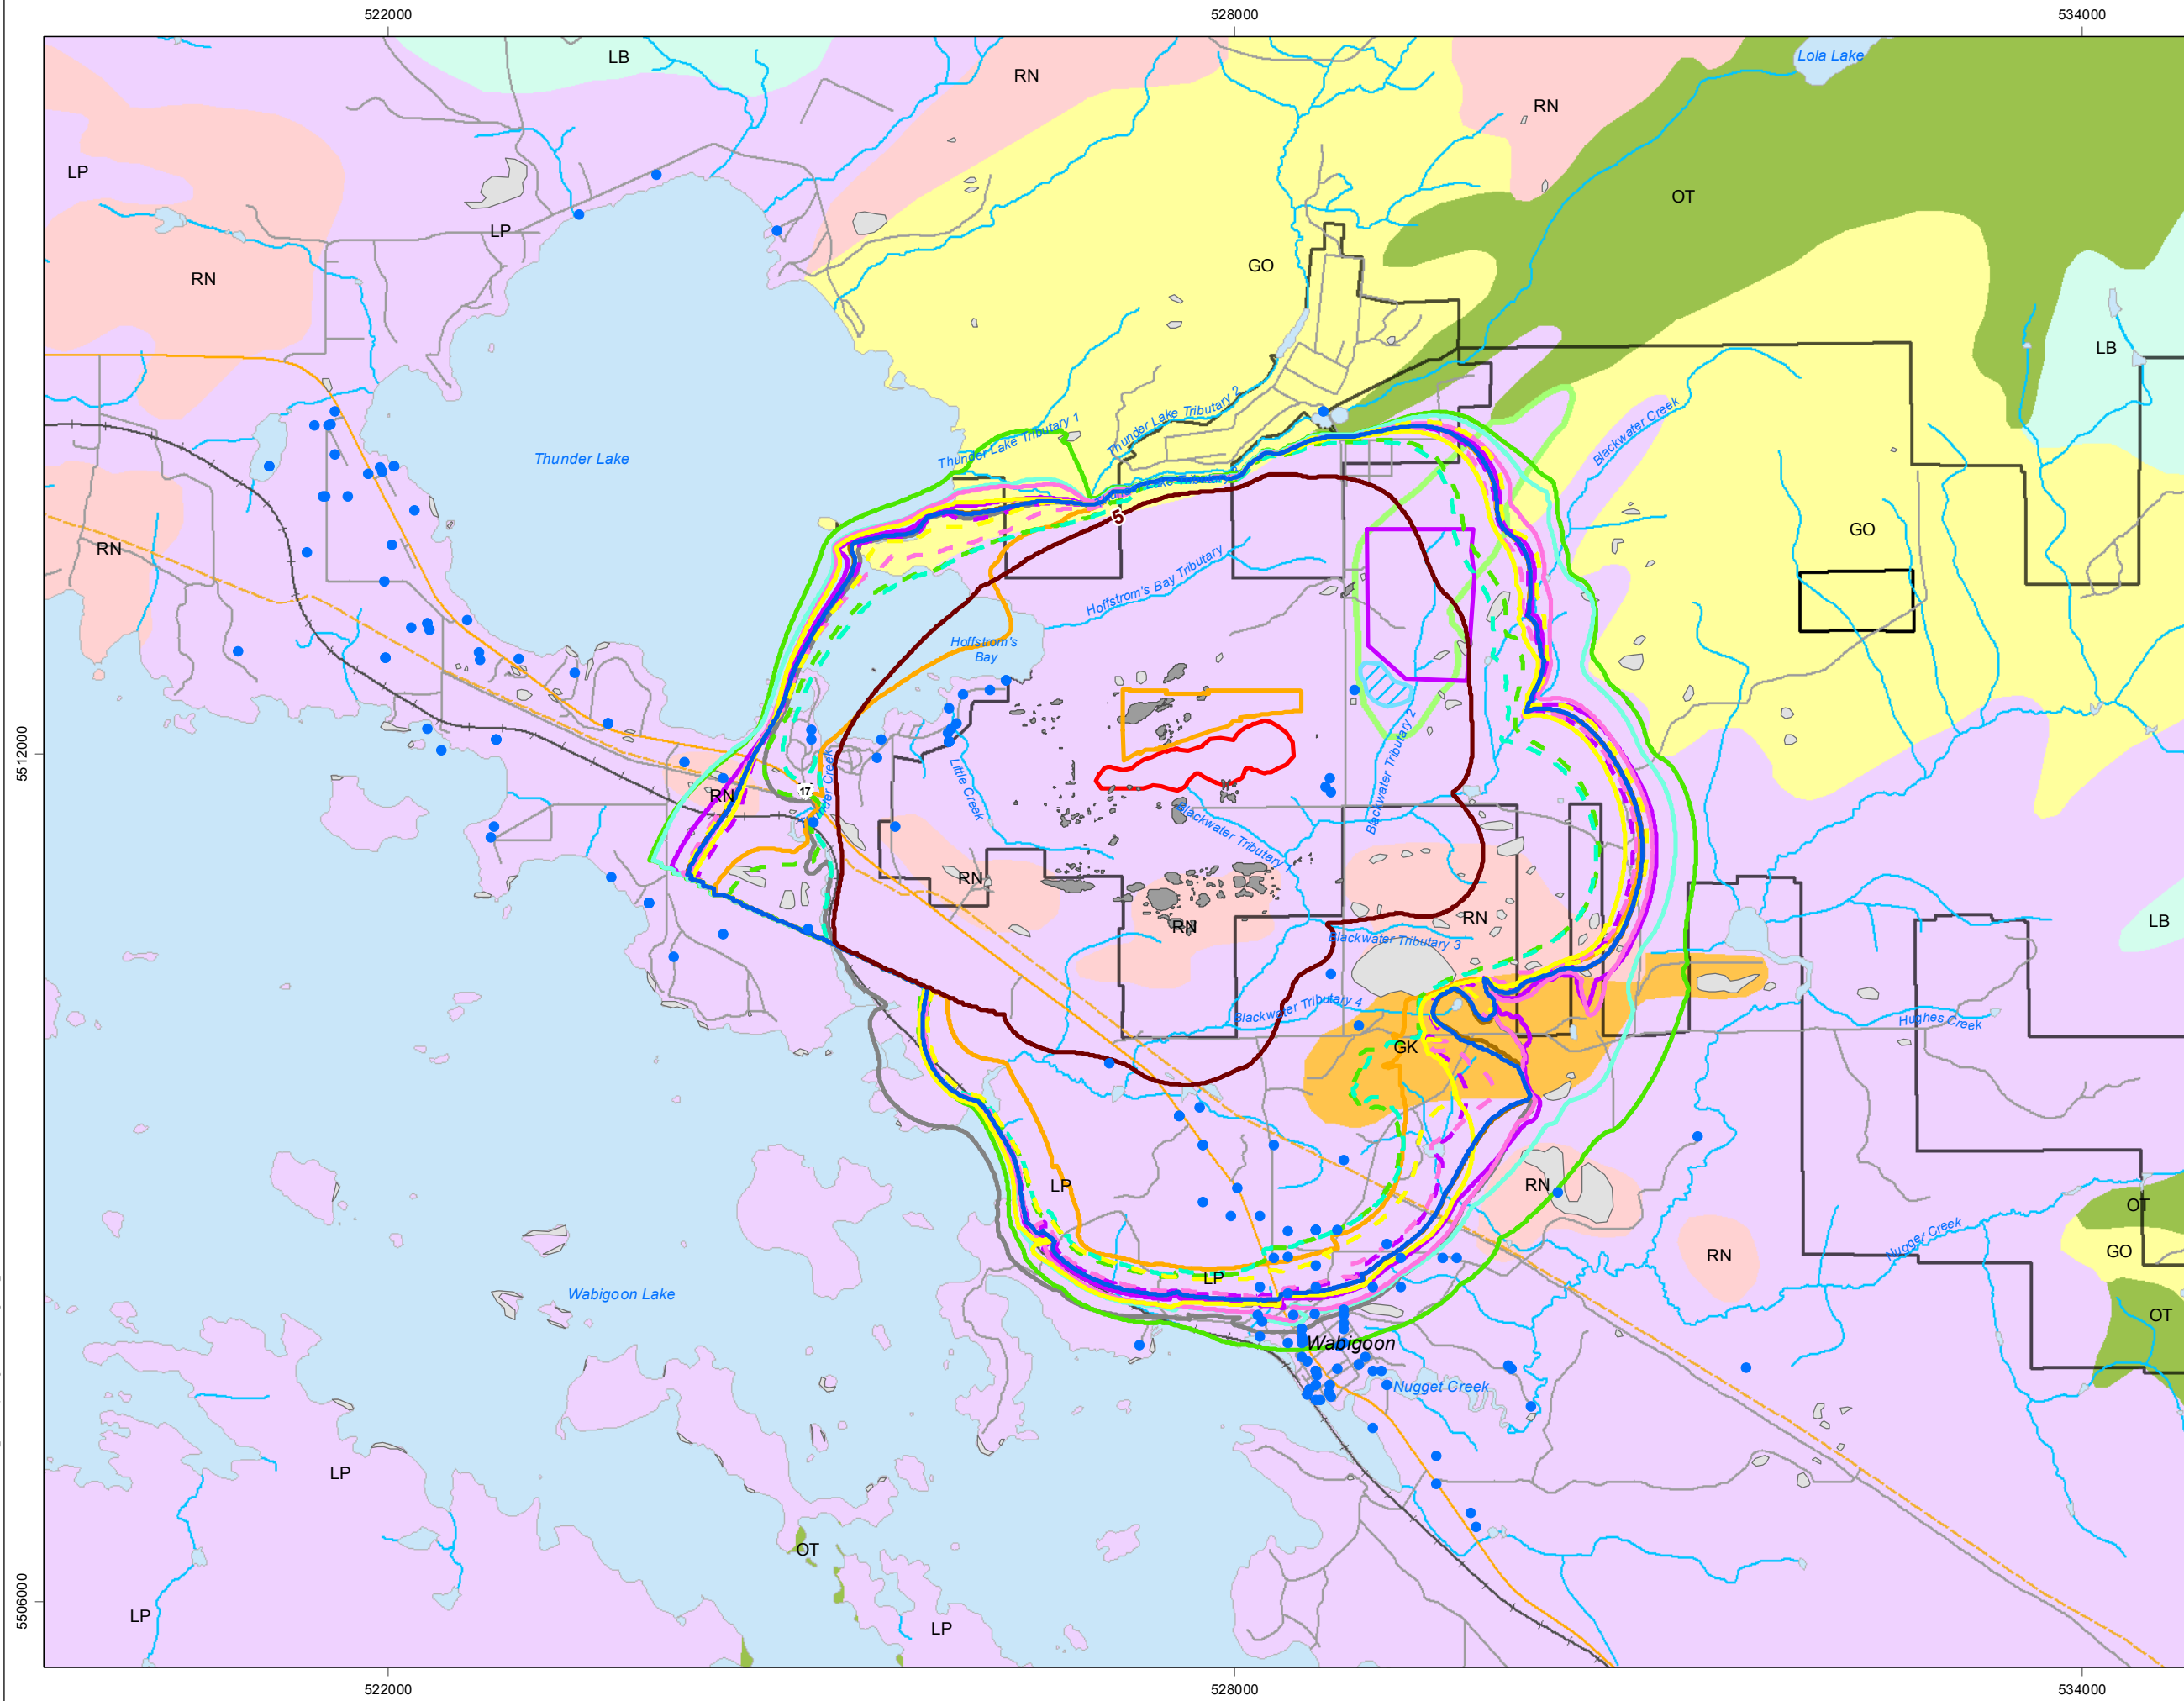 522000
528000
534000
LB
RN
Lola Lake
RN
LP
OT
LP
GO
RN
LB
Thunder Lake Tributary 1
Thunder Lake Tributary 2
Blackwater Creek
Thunder Lake
Lake Tributary
5
GO
RN
Hoffstrom's Bay Tributary
Hoffstrom's
Bay
5512000
Little Creek
Creek
17
RN
Blackwater Tributary 2
Blackwater Tributary
RN
RN
RN
LB
Blackwater Tributary 3
Blackwater Tributary 4
Hughes Creek
GK
LP
RN
OT
Nugger Creek
GO
RN
LP
Wabigoon Lake
OT
Wabigoon
Nugget Creek
LP
OT
5506000
LP
LP
522000
528000
534000